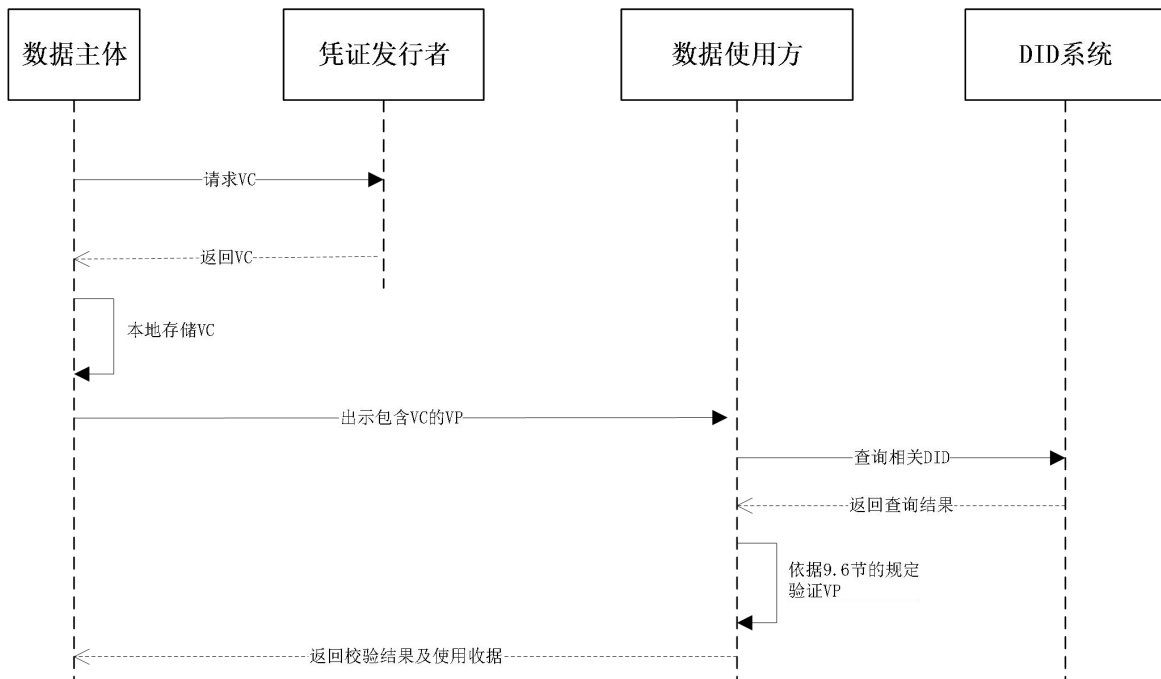 数据主体
凭证发行者
数据使用方
DID系统
请求VC
返回VC
本地存储VC
出示包含VC的VP
查询相关DID
返回查询结果
依据9.6节的规定
验证VP
返回校验结果及使用收据